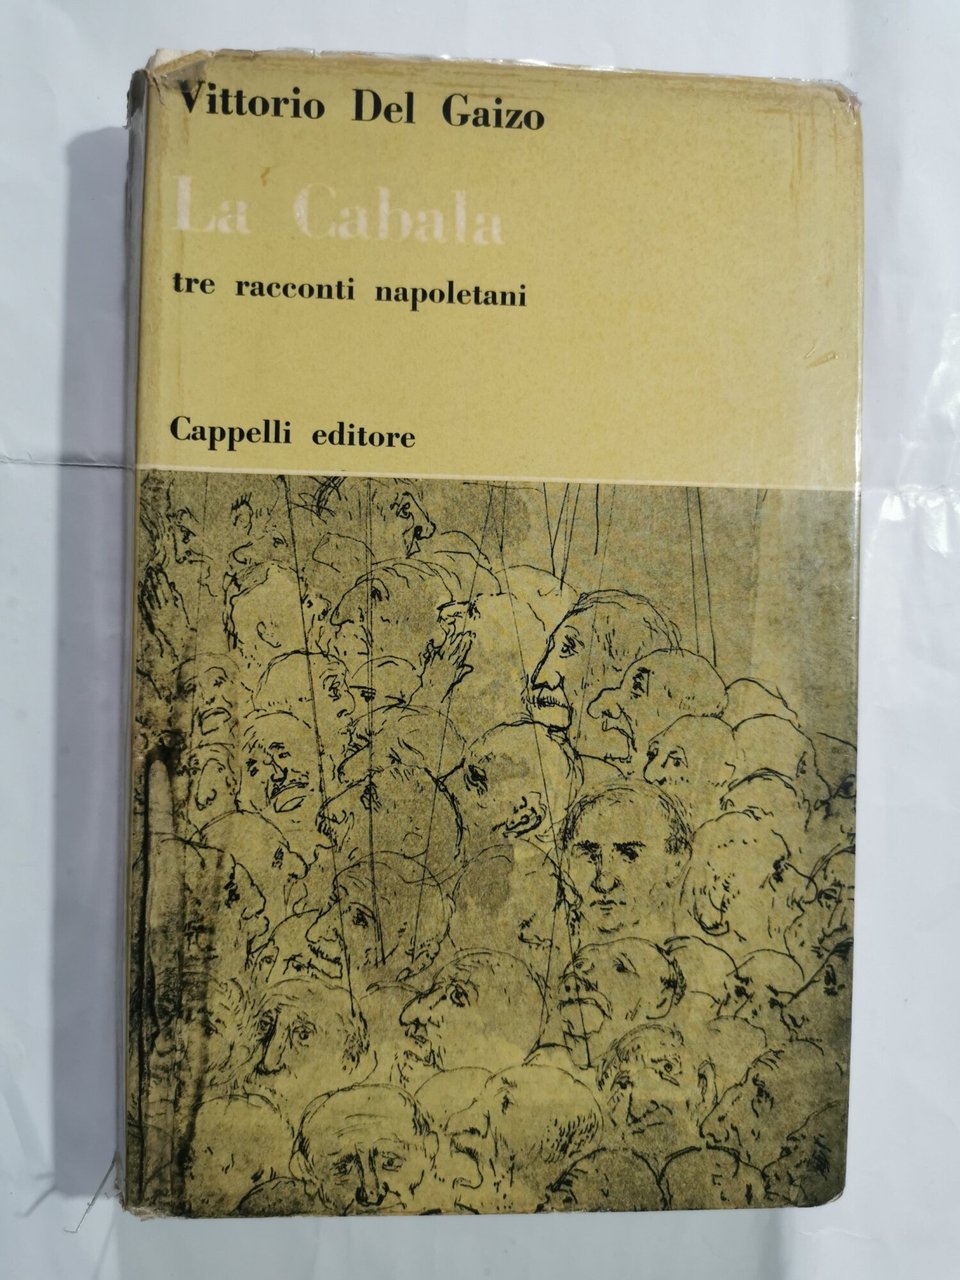 Vittorio Del Gaizo
La Cabala
tre racconti napoletani
Cappelli editore